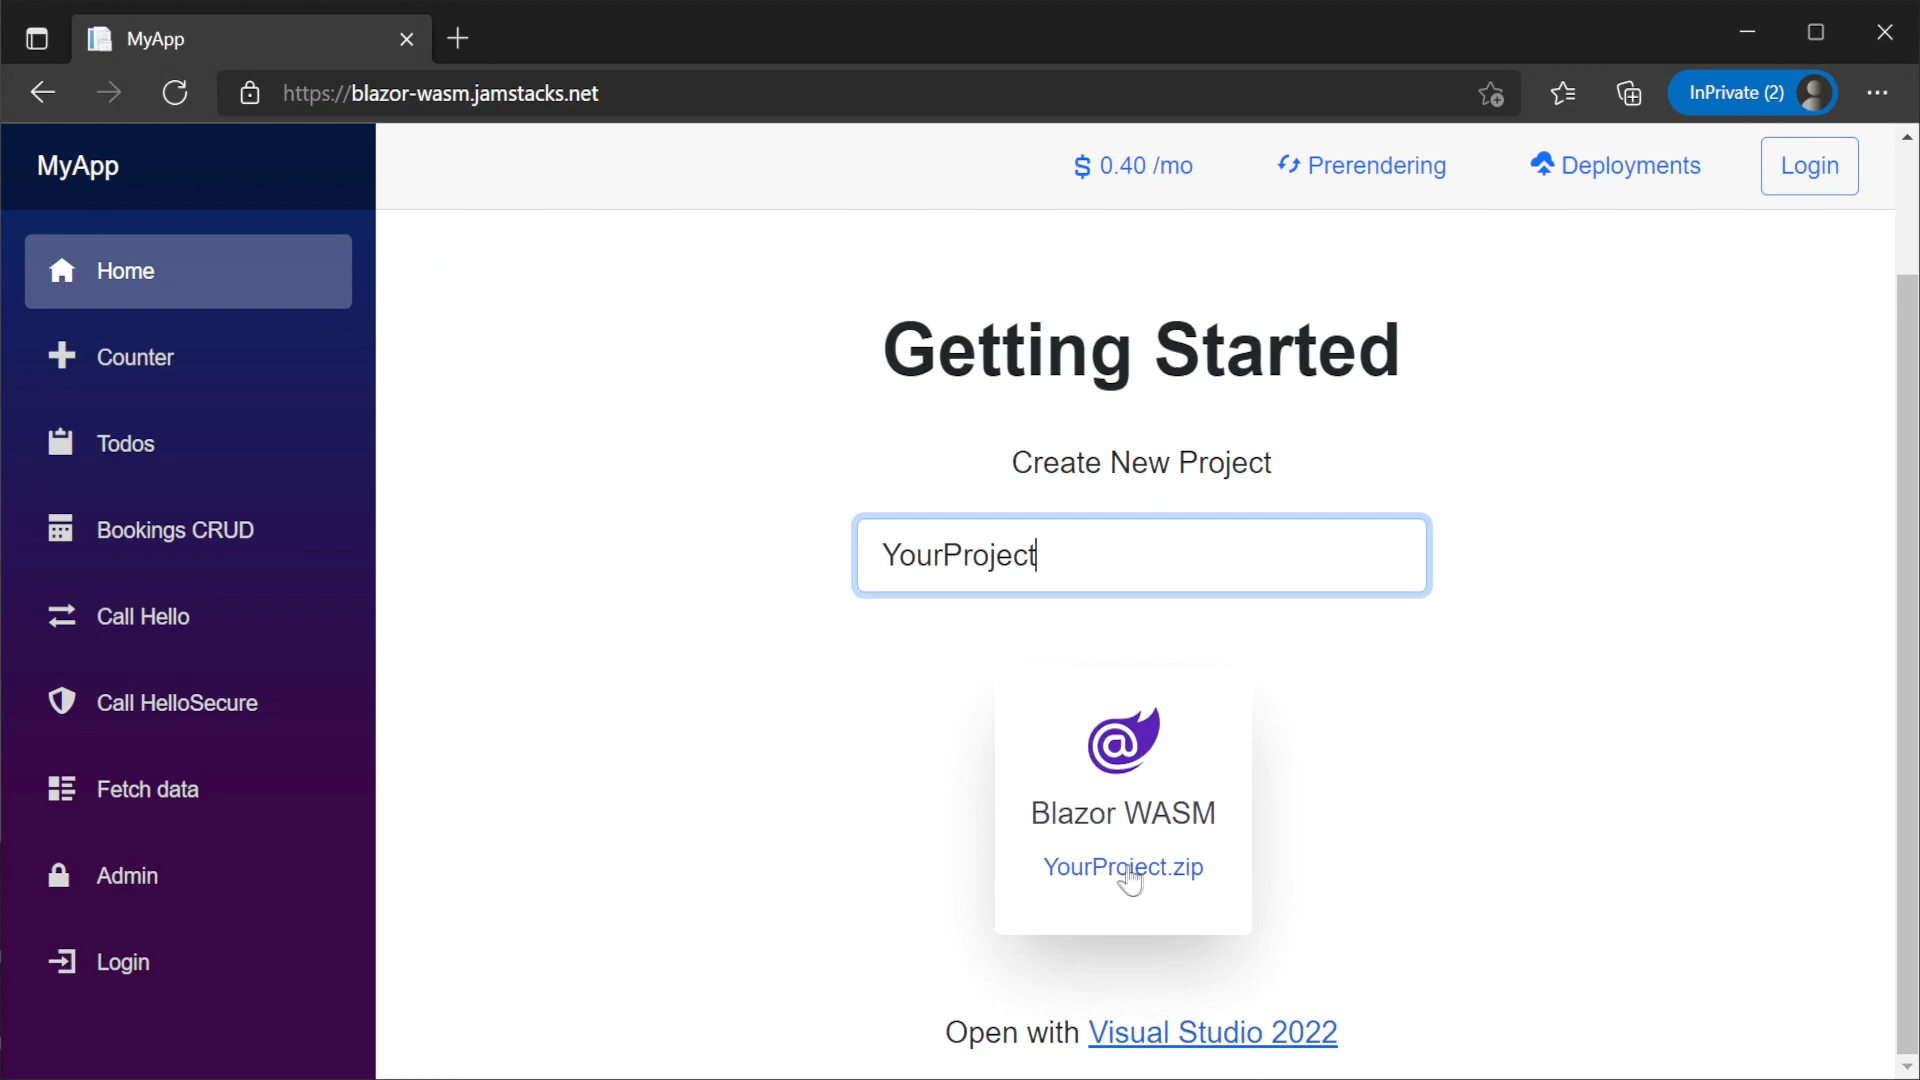 MyApp
https://blazor-wasm.jamstacks.net
InPrivate (2)
MyApp
$ 0.40 /mo
Prerendering
Deployments
Login
Home
Counter
Todos
Bookings CRUD
Call Hello
Call HelloSecure
Fetch data
Admin
Login
Getting Started
Create New Project
YourProject
@
Blazor WASM
YourProject.zip
Open with Visual Studio 2022